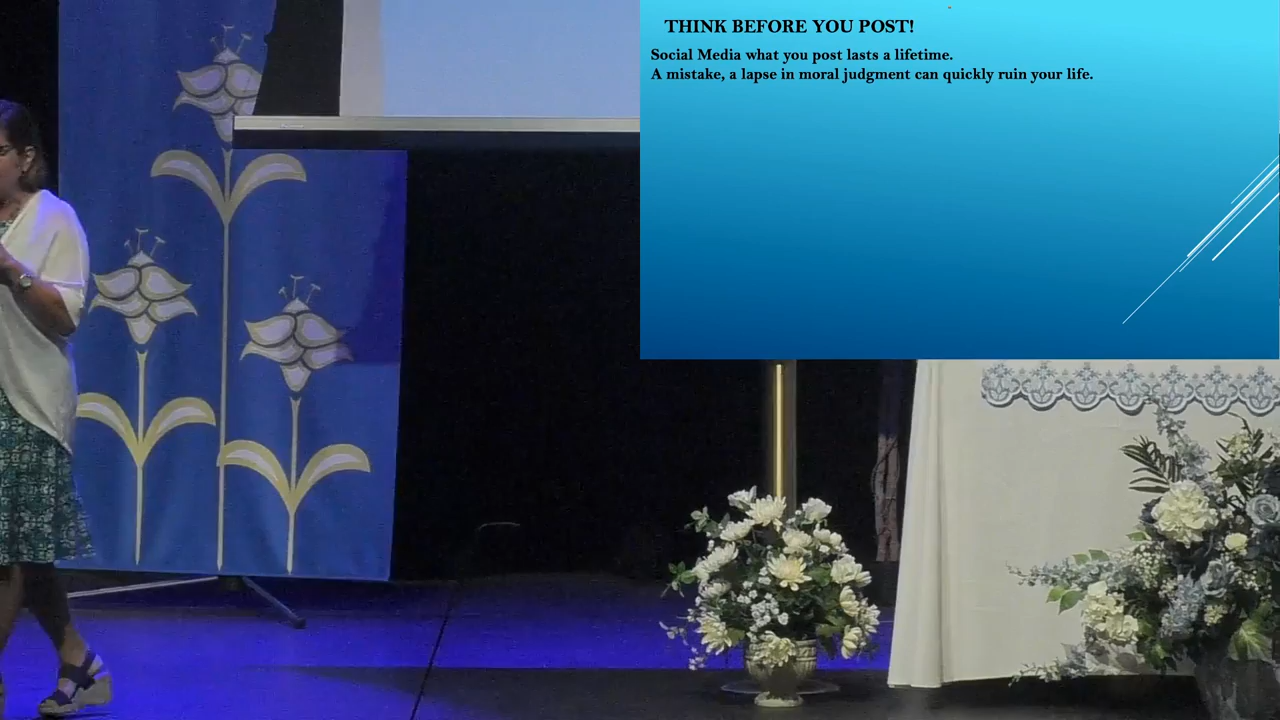 THINK BEFORE YOU POST!
Social Media what you post lasts a lifetime.
A mistake, a lapse in moral judgment can quickly ruin your life.